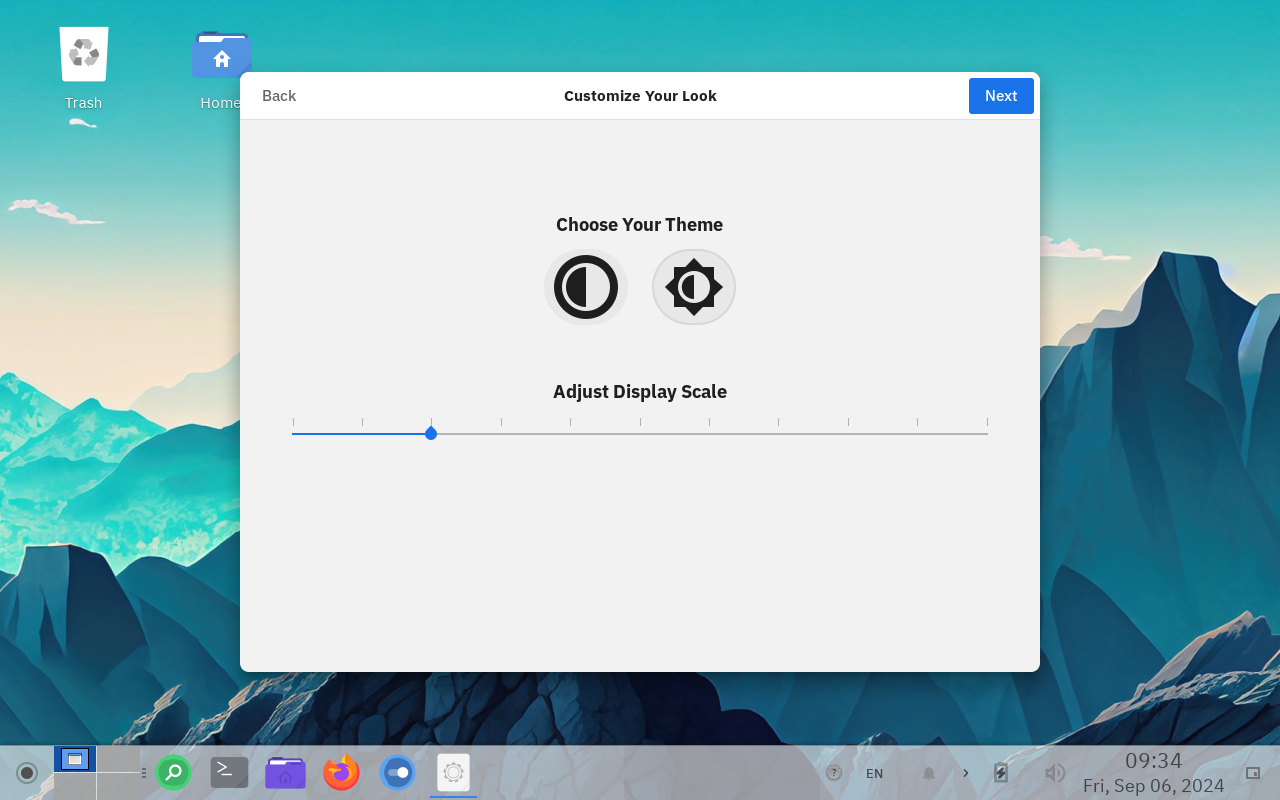 Trash
Home
Back
Customize Your Look
Next
Choose Your Theme
Adjust Display Scale
EN
09:34
Fri, Sep 06, 2024